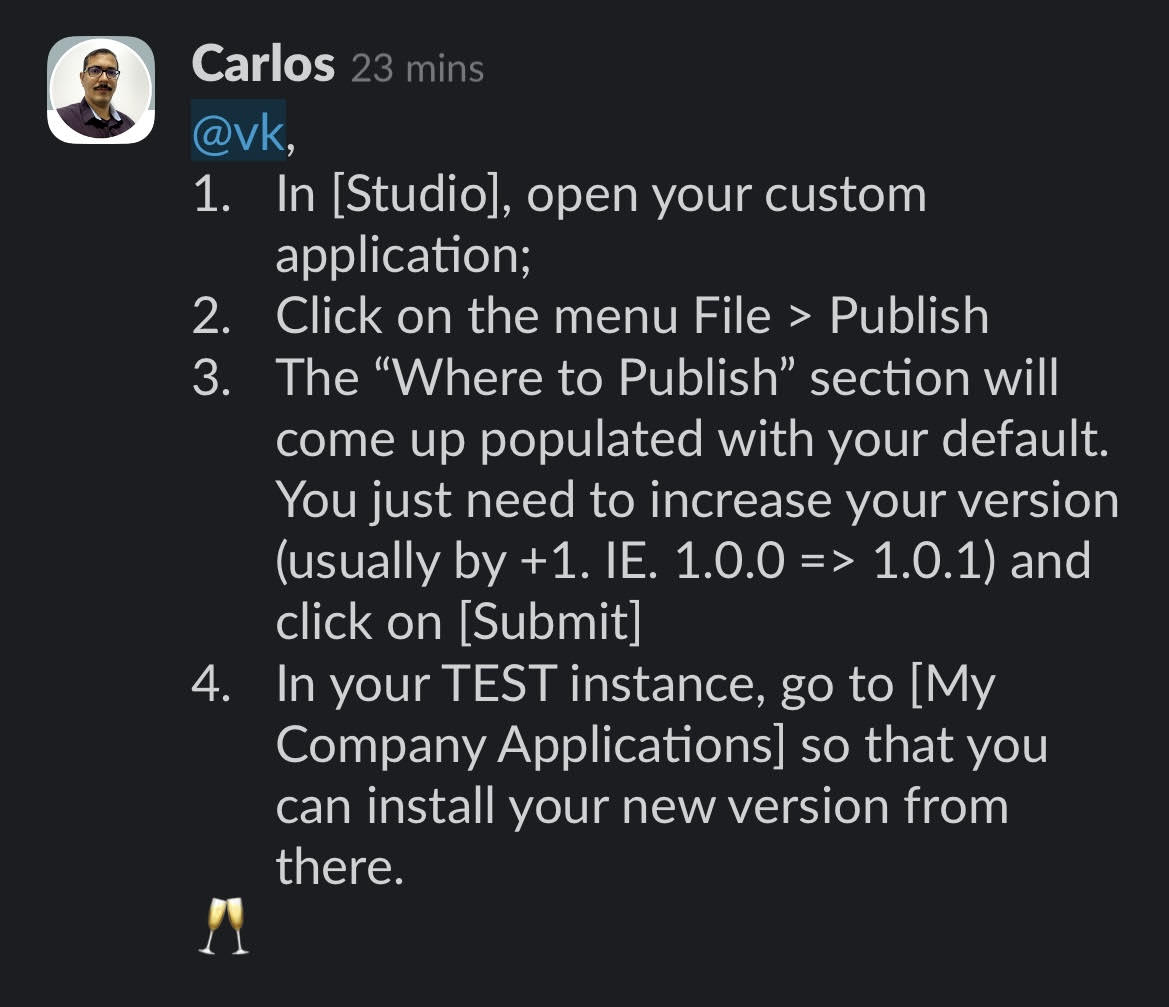 Carlos 23 mins
@vk,
1. In [Studio], open your custom
application;
2. Click on the menu File > Publish
3. The “Where to Publish” section will
come up populated with your default.
You just need to increase your version
(usually by +1. IE. 1.0.0 => 1.0.1) and
click on [Submit]
4. In your TEST instance, go to [My
Company Applications] so that you
can install your new version from
there.
🥂